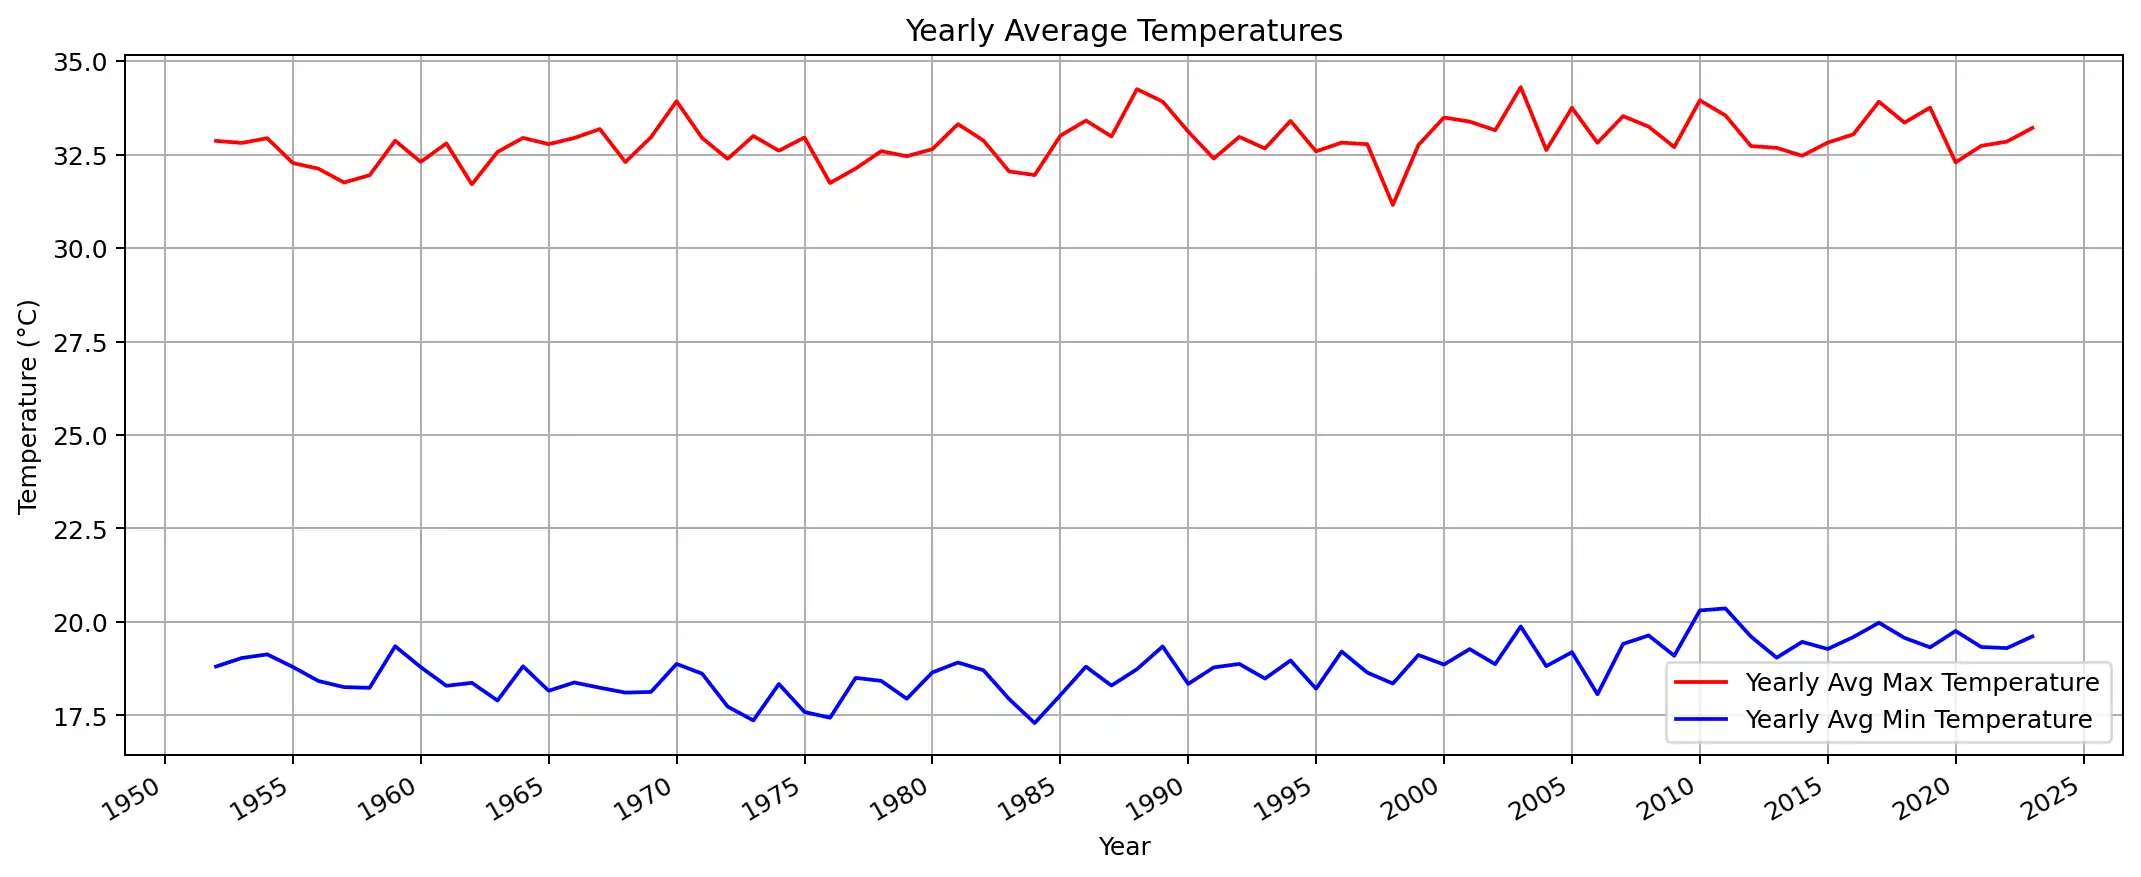 Yearly Average Temperatures
35.0
32.5
30.0
27.5
25.0
22.5
20.0
17.5
Temperature (°C)
Yearly Avg Max Temperature
Yearly Avg Min Temperature
1950 1955 1960 1965 1970 1975 1980 1985 1990 1995 2000 2005 2010 2015 2020 2025
Year